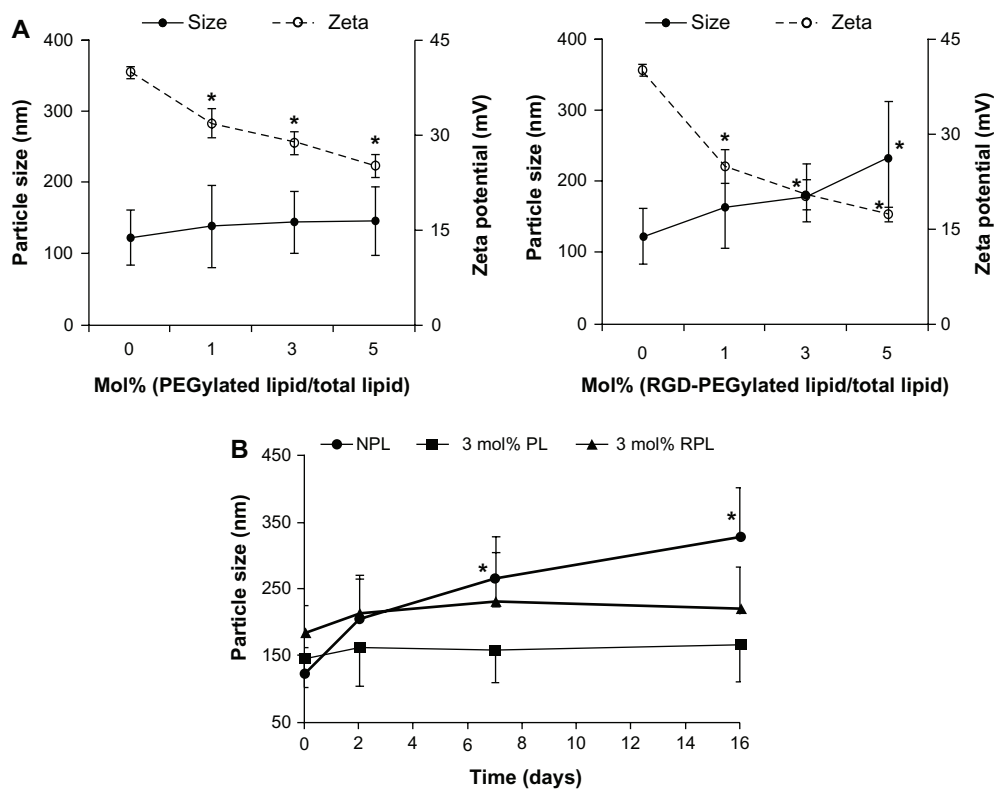 A
Size Zeta
400
300
200
100
0
Particle size (nm)
45
30
15
0
Zeta potential (mV)
* * *
0 1 3 5
Mol% (PEGylated lipid/total lipid)
Size Zeta
400
300
200
100
0
Particle size (nm)
45
30
15
0
Zeta potential (mV)
* * * *
0 1 3 5
Mol% (RGD-PEGylated lipid/total lipid)
B
NPL 3 mol% PL 3 mol% RPL
450
350
250
150
50
Particle size (nm)
* *
0 2 4 6 8 10 12 14 16
Time (days)